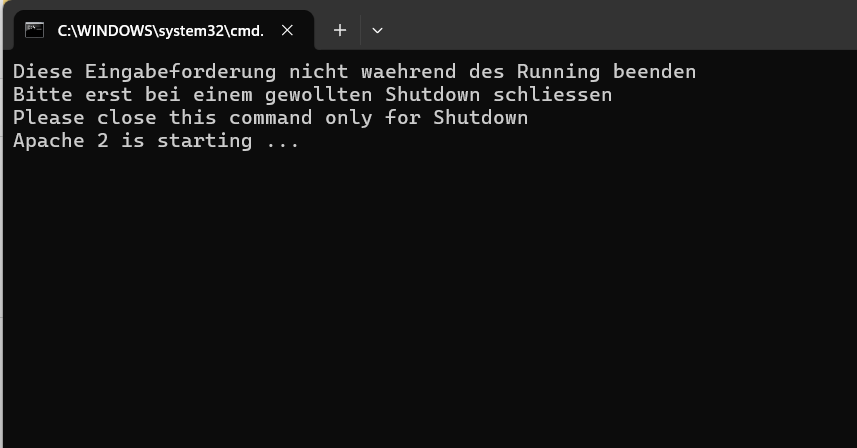 C:\WINDOWS\system32\cmd.
Diese Eingabeforderung nicht waehrend des Running beenden
Bitte erst bei einem gewollten Shutdown schliessen
Please close this command only for Shutdown
Apache 2 is starting ...